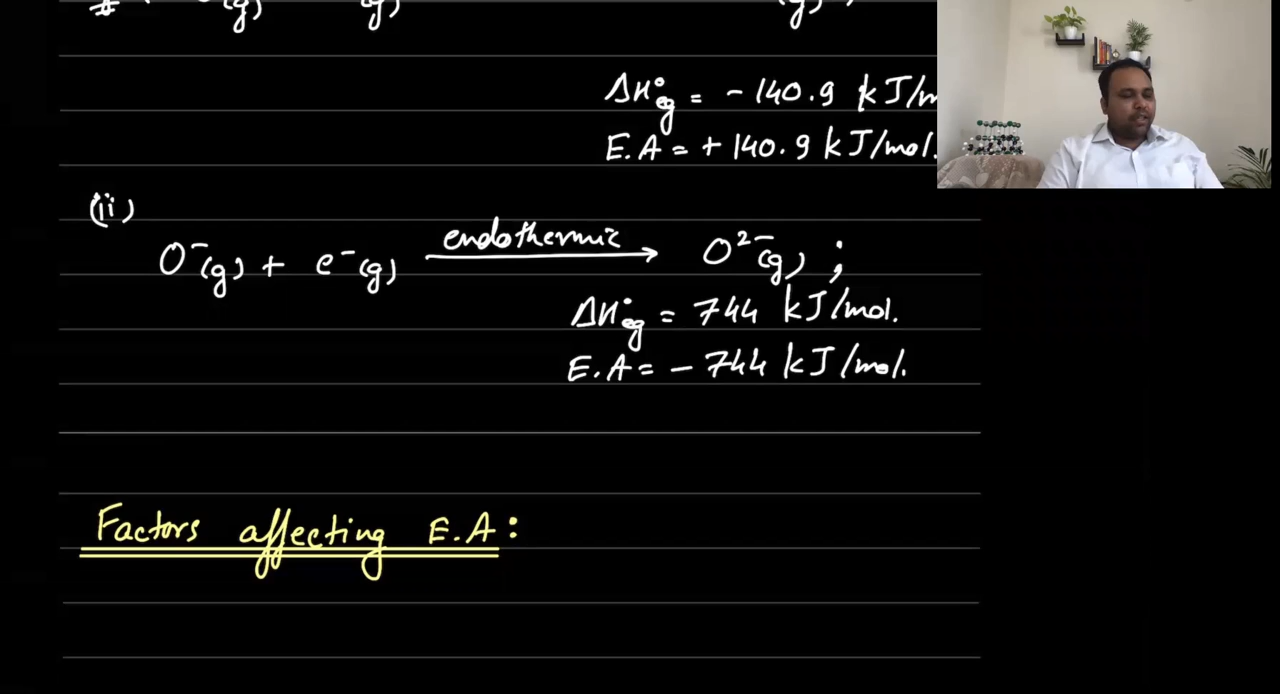 (g) (g) (g)
ΔH°eg = - 140.9 kJ/m
E.A = + 140.9 kJ/mol.
(ii)
O⁻(g) + e⁻(g) endothermic → O²⁻(g) ;
ΔH°eg = 744 kJ/mol.
E.A = - 744 kJ/mol.
Factors affecting E.A :